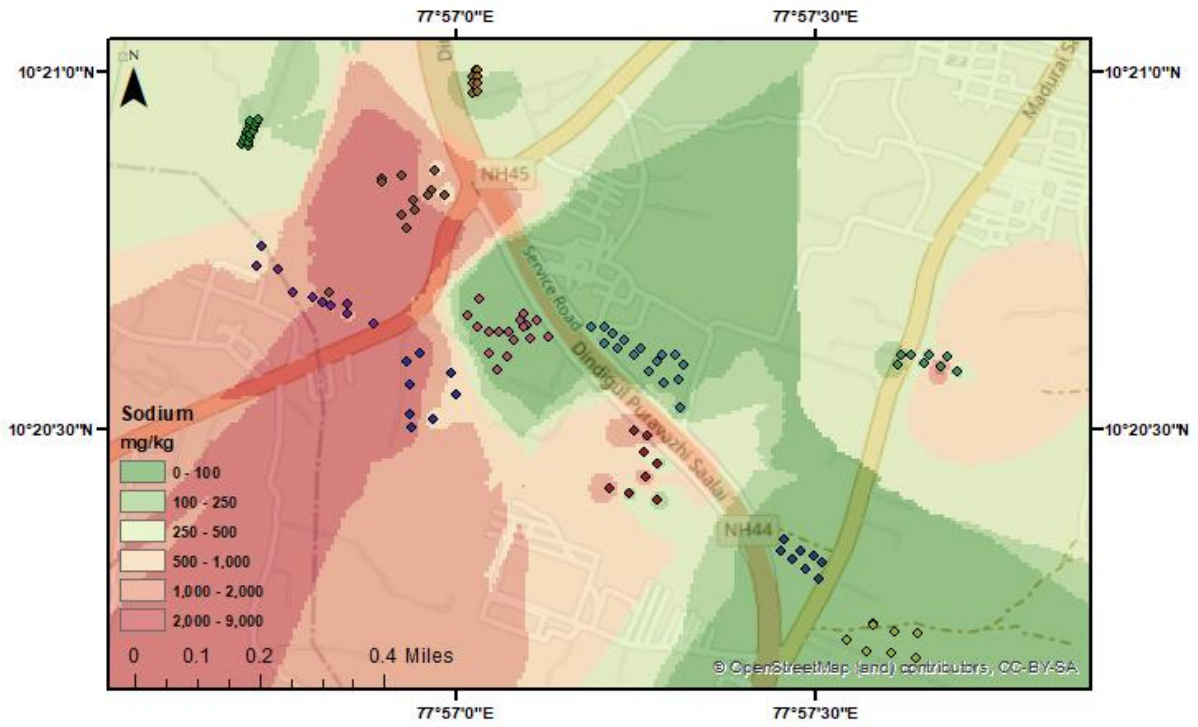 77°57'0"E
77°57'30"E
10°21'0"N
10°21'0"N
N
Madurai S
NH45
Service Road
Dindigul Puravazhi Saalai
Sodium
mg/kg
10°20'30"N
10°20'30"N
0 - 100
100 - 250
250 - 500
500 - 1,000
1,000 - 2,000
2,000 - 9,000
NH44
0 0.1 0.2 0.4 Miles
© OpenStreetMap (and) contributors, CC-BY-SA
77°57'0"E
77°57'30"E